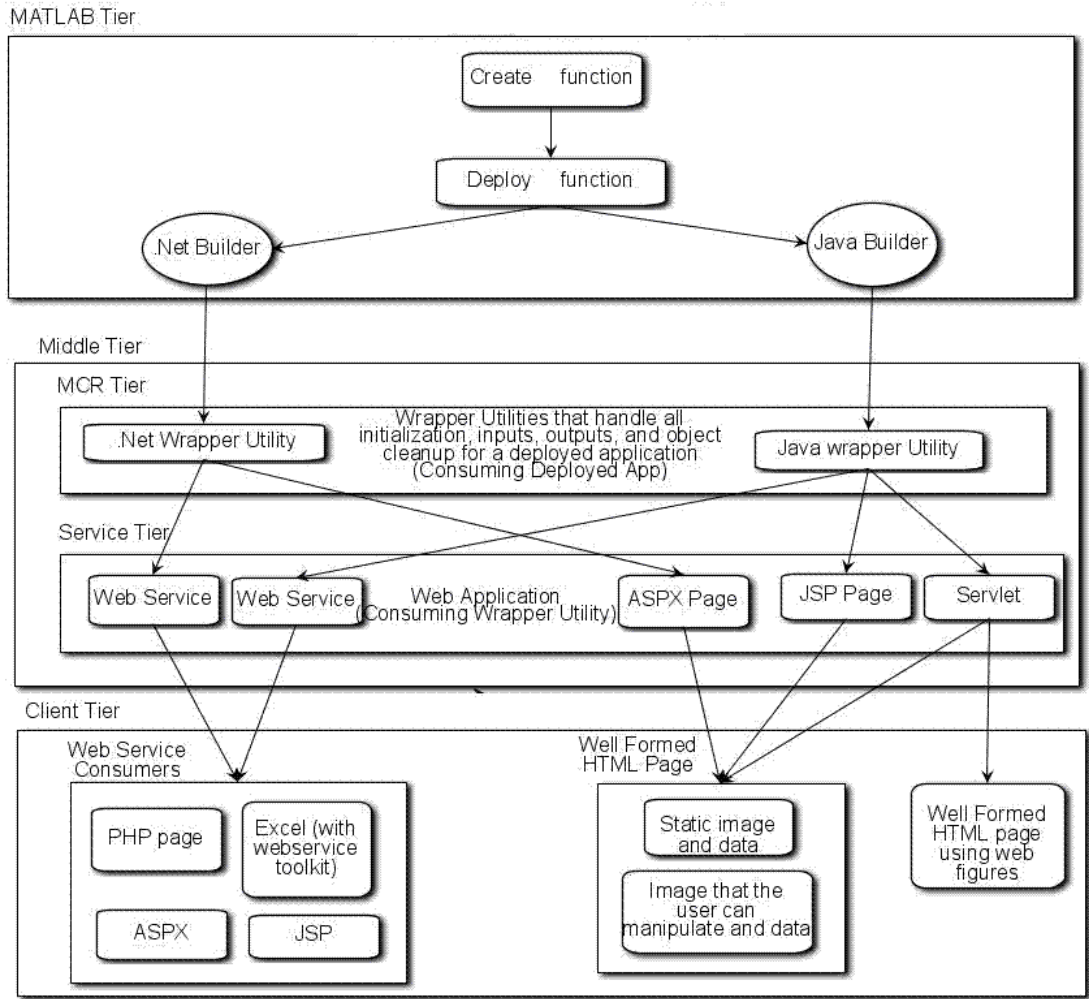 MATLAB Tier
Create function
Deploy function
.Net Builder
Java Builder
Middle Tier
MCR Tier
.Net Wrapper Utility
Wrapper Utilities that handle all
initialization, inputs, outputs, and object
cleanup for a deployed application
(Consuming Deployed App)
Java wrapper Utility
Service Tier
Web Service
Web Service
Web Application
(Consuming Wrapper Utility)
ASPX Page
JSP Page
Servlet
Client Tier
Web Service
Consumers
PHP page
Excel (with
webservice
toolkit)
ASPX
JSP
Well Formed
HTML Page
Static image
and data
Image that the
user can
manipulate and data
Well Formed
HTML page
using web
figures